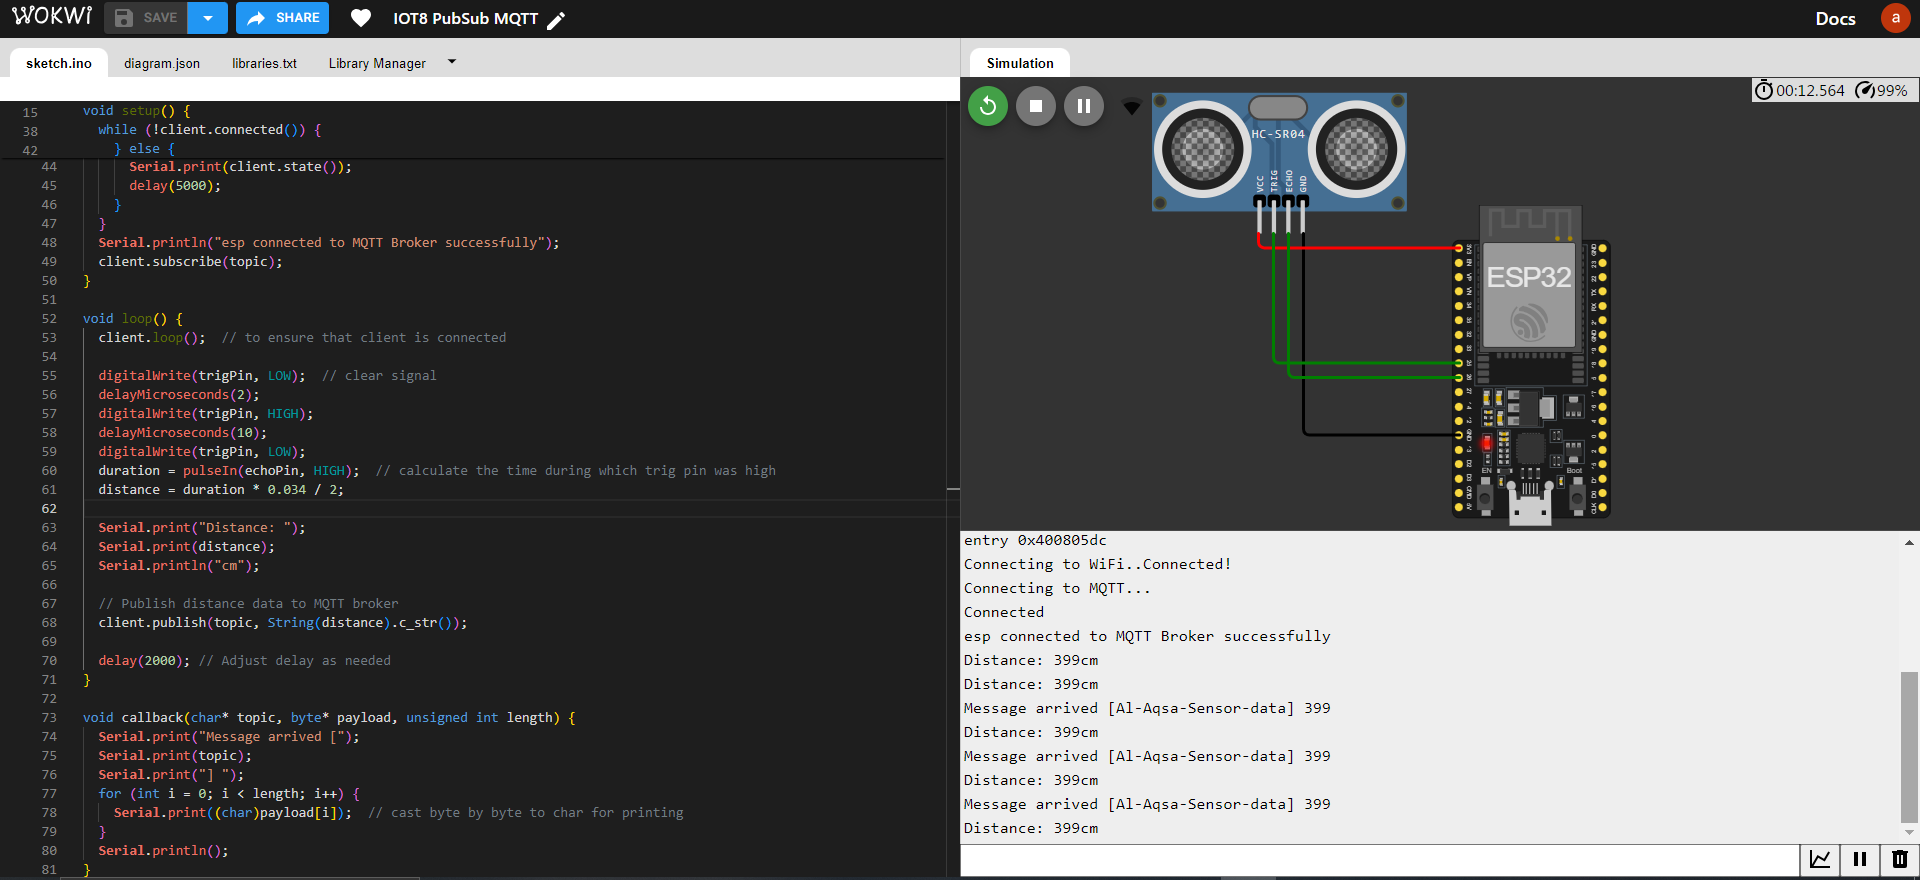 WOKWI
SAVE
SHARE
IOT8 PubSub MQTT
Docs
a
sketch.ino
diagram.json
libraries.txt
Library Manager
15 void setup() {
38 while (!client.connected()) {
42 } else {
44 Serial.print(client.state());
45 delay(5000);
46 }
47 }
48 Serial.println("esp connected to MQTT Broker successfully");
49 client.subscribe(topic);
50 }
51
52 void loop() {
53 client.loop();  // to ensure that client is connected
54
55 digitalWrite(trigPin, LOW);  // clear signal
56 delayMicroseconds(2);
57 digitalWrite(trigPin, HIGH);
58 delayMicroseconds(10);
59 digitalWrite(trigPin, LOW);
60 duration = pulseIn(echoPin, HIGH);  // calculate the time during which trig pin was high
61 distance = duration * 0.034 / 2;
62
63 Serial.print("Distance: ");
64 Serial.print(distance);
65 Serial.println("cm");
66
67 // Publish distance data to MQTT broker
68 client.publish(topic, String(distance).c_str());
69
70 delay(2000); // Adjust delay as needed
71 }
72
73 void callback(char* topic, byte* payload, unsigned int length) {
74 Serial.print("Message arrived [");
75 Serial.print(topic);
76 Serial.print("] ");
77 for (int i = 0; i < length; i++) {
78 Serial.print((char)payload[i]);  // cast byte by byte to char for printing
79 }
80 Serial.println();
81 }
Simulation
00:12.564
99%
HC-SR04
VCC
TRIG
ECHO
GND
ESP32
EN
Boot
entry 0x400805dc
Connecting to WiFi..Connected!
Connecting to MQTT...
Connected
esp connected to MQTT Broker successfully
Distance: 399cm
Distance: 399cm
Message arrived [Al-Aqsa-Sensor-data] 399
Distance: 399cm
Message arrived [Al-Aqsa-Sensor-data] 399
Distance: 399cm
Message arrived [Al-Aqsa-Sensor-data] 399
Distance: 399cm